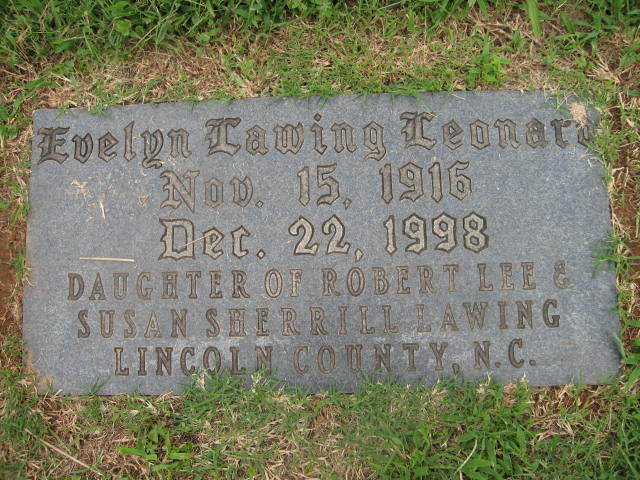 Evelyn Lawing Leonard
Nov. 15, 1916
Dec. 22, 1998
DAUGHTER OF ROBERT LEE &
SUSAN SHERRILL LAWING
LINCOLN COUNTY, N.C.